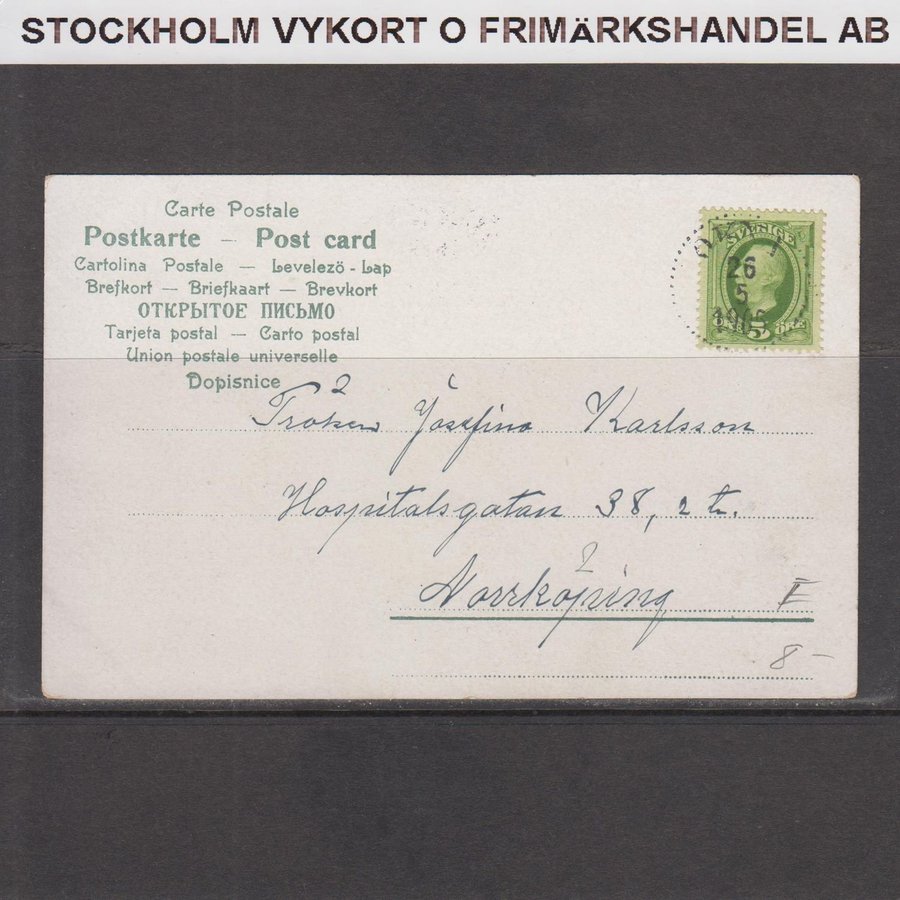 STOCKHOLM VYKORT O FRIMÄRKSHANDEL AB
Carte Postale
Postkarte — Post card
Cartolina Postale — Levelező-Lap
Brefkort — Briefkaart — Brevkort
ОТКРЫТОЕ ПИСЬМО
Tarjeta postal — Carto postal
Union postale universelle
Dopisnice
SVERIGE
26
5
5 ÖRE
Fröken Josefina Karlsson
Hospitalsgatan 38, 2 tr.
Norrköping
8 —